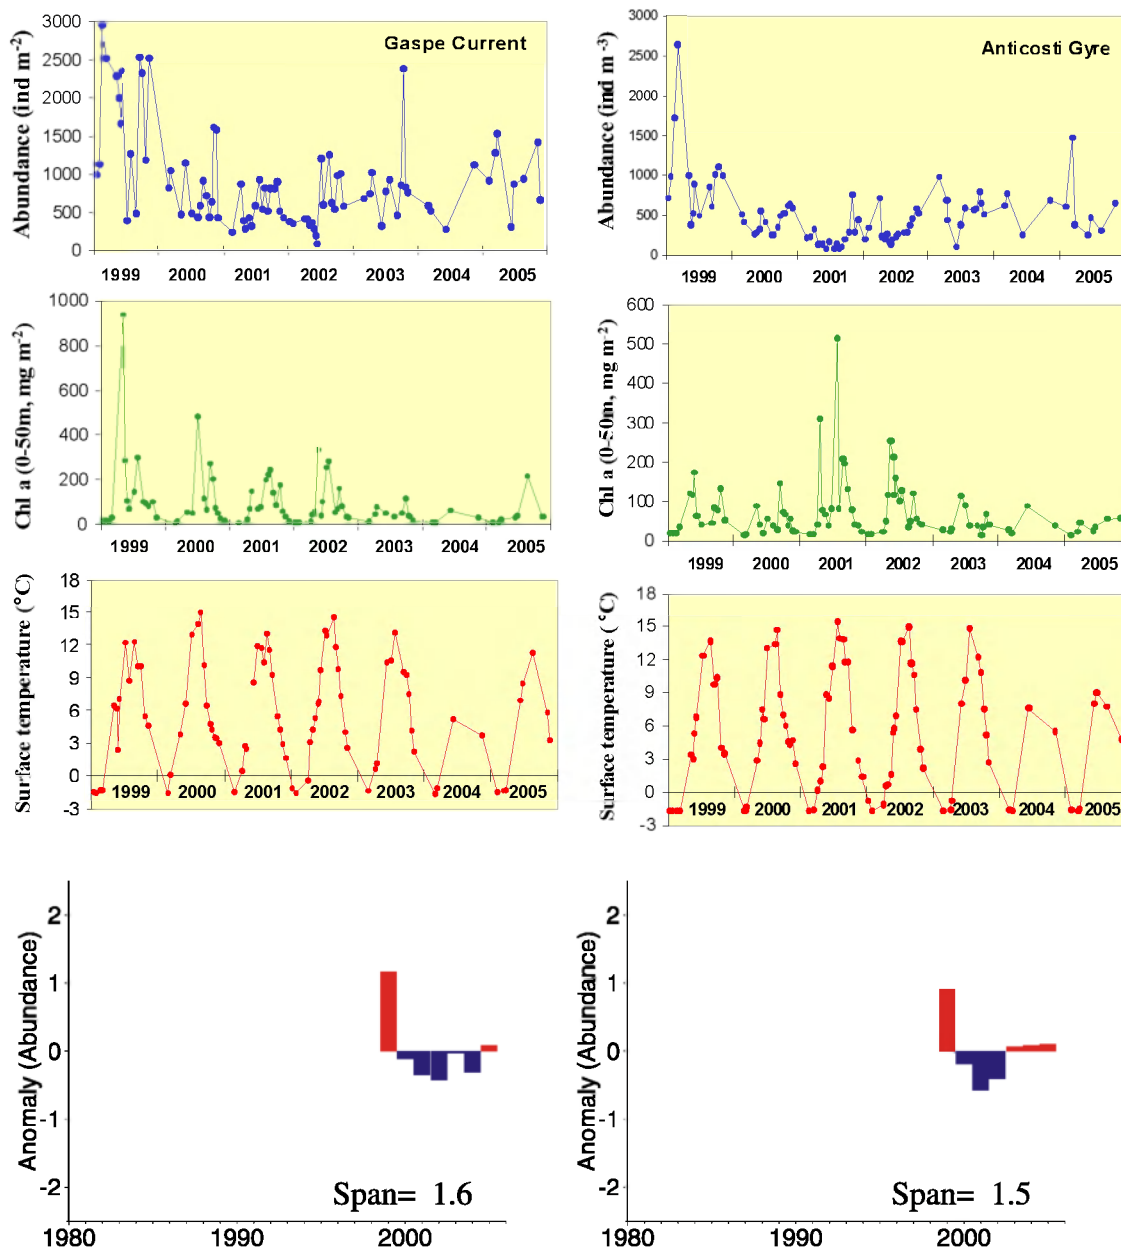 Gaspe Current
Abundance (ind m-2)
3000
2500
2000
1500
1000
500
0
1999 2000 2001 2002 2003 2004 2005
Anticosti Gyre
Abundance (ind m-3)
3000
2500
2000
1500
1000
500
0
1999 2000 2001 2002 2003 2004 2005
Chl a (0-50m, mg m-2)
1000
800
600
400
200
0
1999 2000 2001 2002 2003 2004 2005
Chl a (0-50m, mg m-2)
600
500
400
300
200
100
0
1999 2000 2001 2002 2003 2004 2005
Surface temperature (°C)
18
15
12
9
6
3
0
-3
1999 2000 2001 2002 2003 2004 2005
Surface temperature (°C)
18
15
12
9
6
3
0
-3
1999 2000 2001 2002 2003 2004 2005
Anomaly (Abundance)
2
1
0
-1
-2
Span= 1.6
1980 1990 2000
Anomaly (Abundance)
2
1
0
-1
-2
Span= 1.5
1980 1990 2000